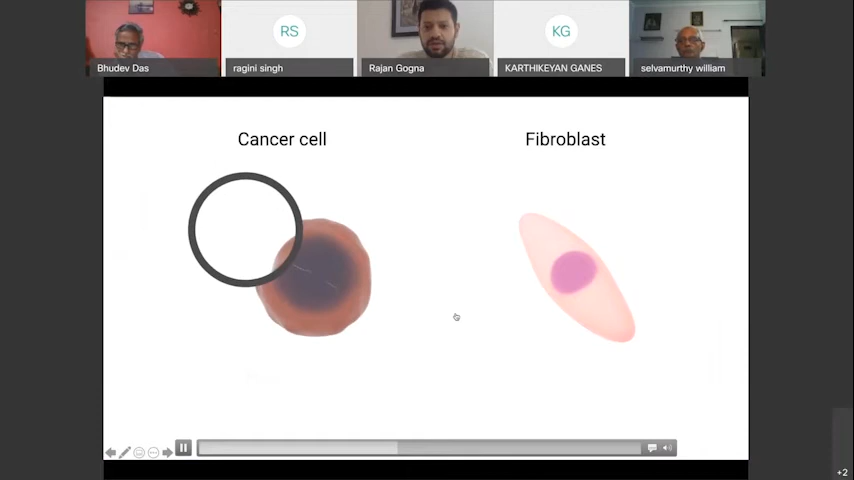 RS
KG
Bhudev Das
ragini singh
Rajan Gogna
KARTHIKEYAN GANES
selvamurthy william
Cancer cell
Fibroblast
+2